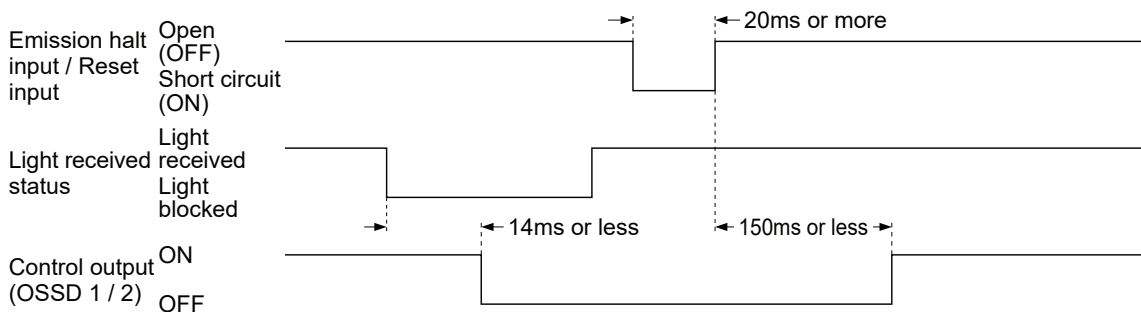 20ms or more
Emission halt
input / Reset
input
Open
(OFF)
Short circuit
(ON)
Light received
status
Light
received
Light
blocked
14ms or less
150ms or less
Control output
(OSSD 1 / 2)
ON
OFF